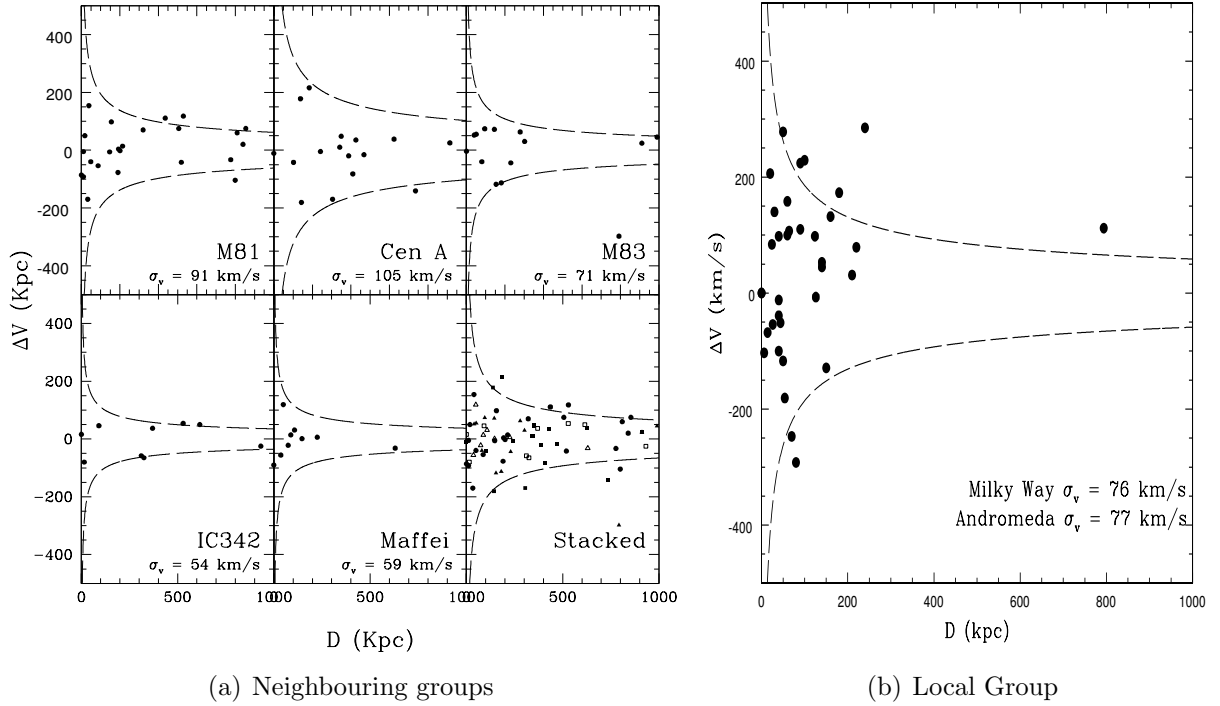 400
200
0
-200
-400
M81
σv = 91 km/s
Cen A
σv = 105 km/s
M83
σv = 71 km/s
ΔV (Kpc)
400
200
0
-200
-400
IC342
σv = 54 km/s
Maffei
σv = 59 km/s
Stacked
0 500 1000 500 1000 500 1000
D (Kpc)
(a) Neighbouring groups
400
200
0
-200
-400
ΔV (km/s)
Milky Way σv = 76 km/s
Andromeda σv = 77 km/s
0 200 400 600 800 1000
D (kpc)
(b) Local Group